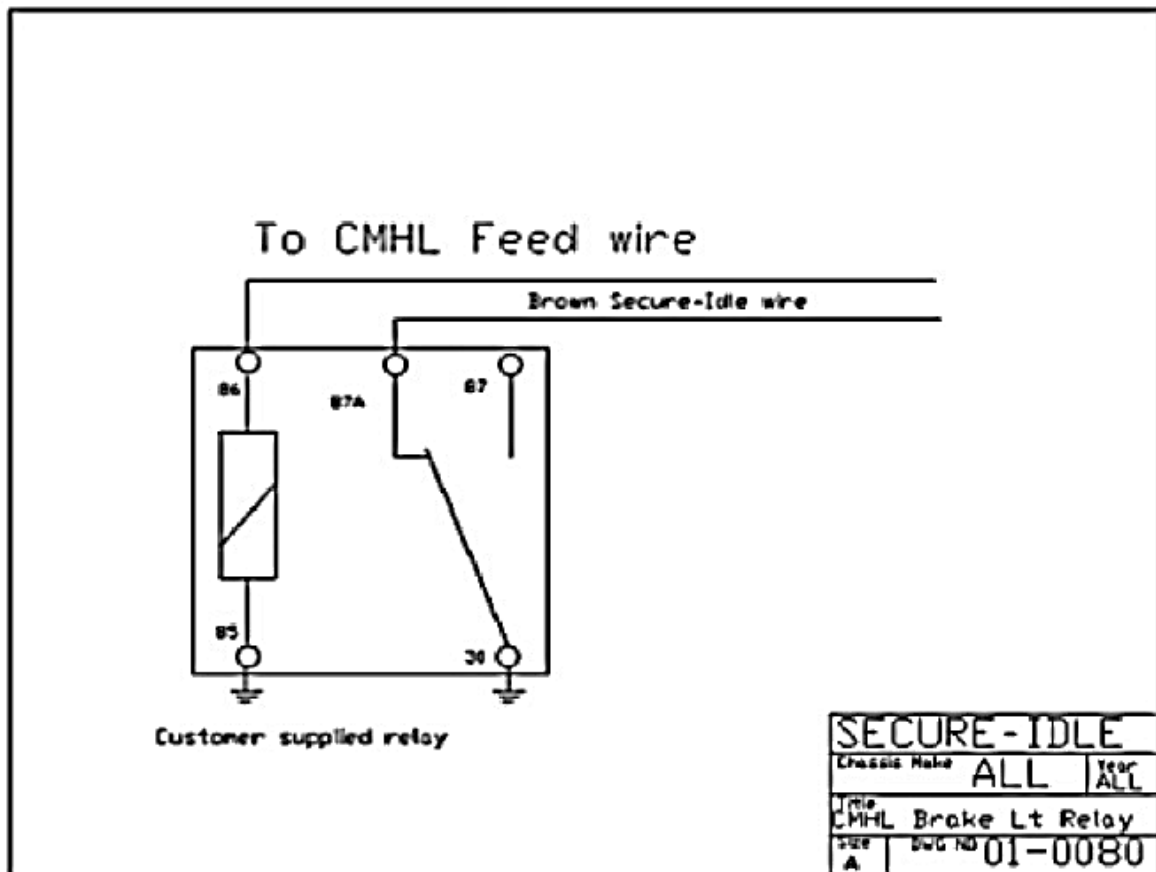 To CMHL Feed wire
Brown Secure-Idle wire
86
87A
87
85
30
Customer supplied relay
SECURE-IDLE
Chassis Make ALL Year ALL
Title
CMHL Brake Lt Relay
Size A DWG NO 01-0080